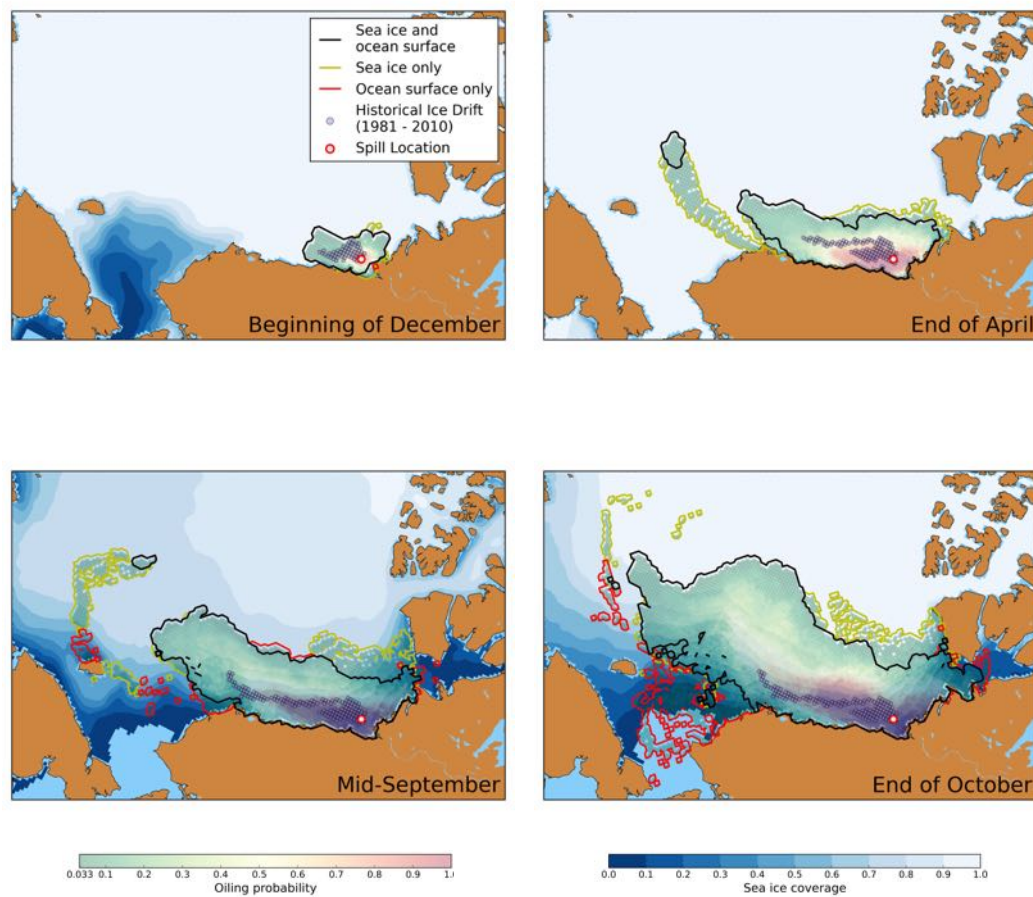 Sea ice and
ocean surface
Sea ice only
Ocean surface only
Historical Ice Drift
(1981 - 2010)
Spill Location
Beginning of December
End of April
Mid-September
End of October
0.033 0.1 0.2 0.3 0.4 0.5 0.6 0.7 0.8 0.9 1.0
Oiling probability
0.0 0.1 0.2 0.3 0.4 0.5 0.6 0.7 0.8 0.9 1.0
Sea ice coverage